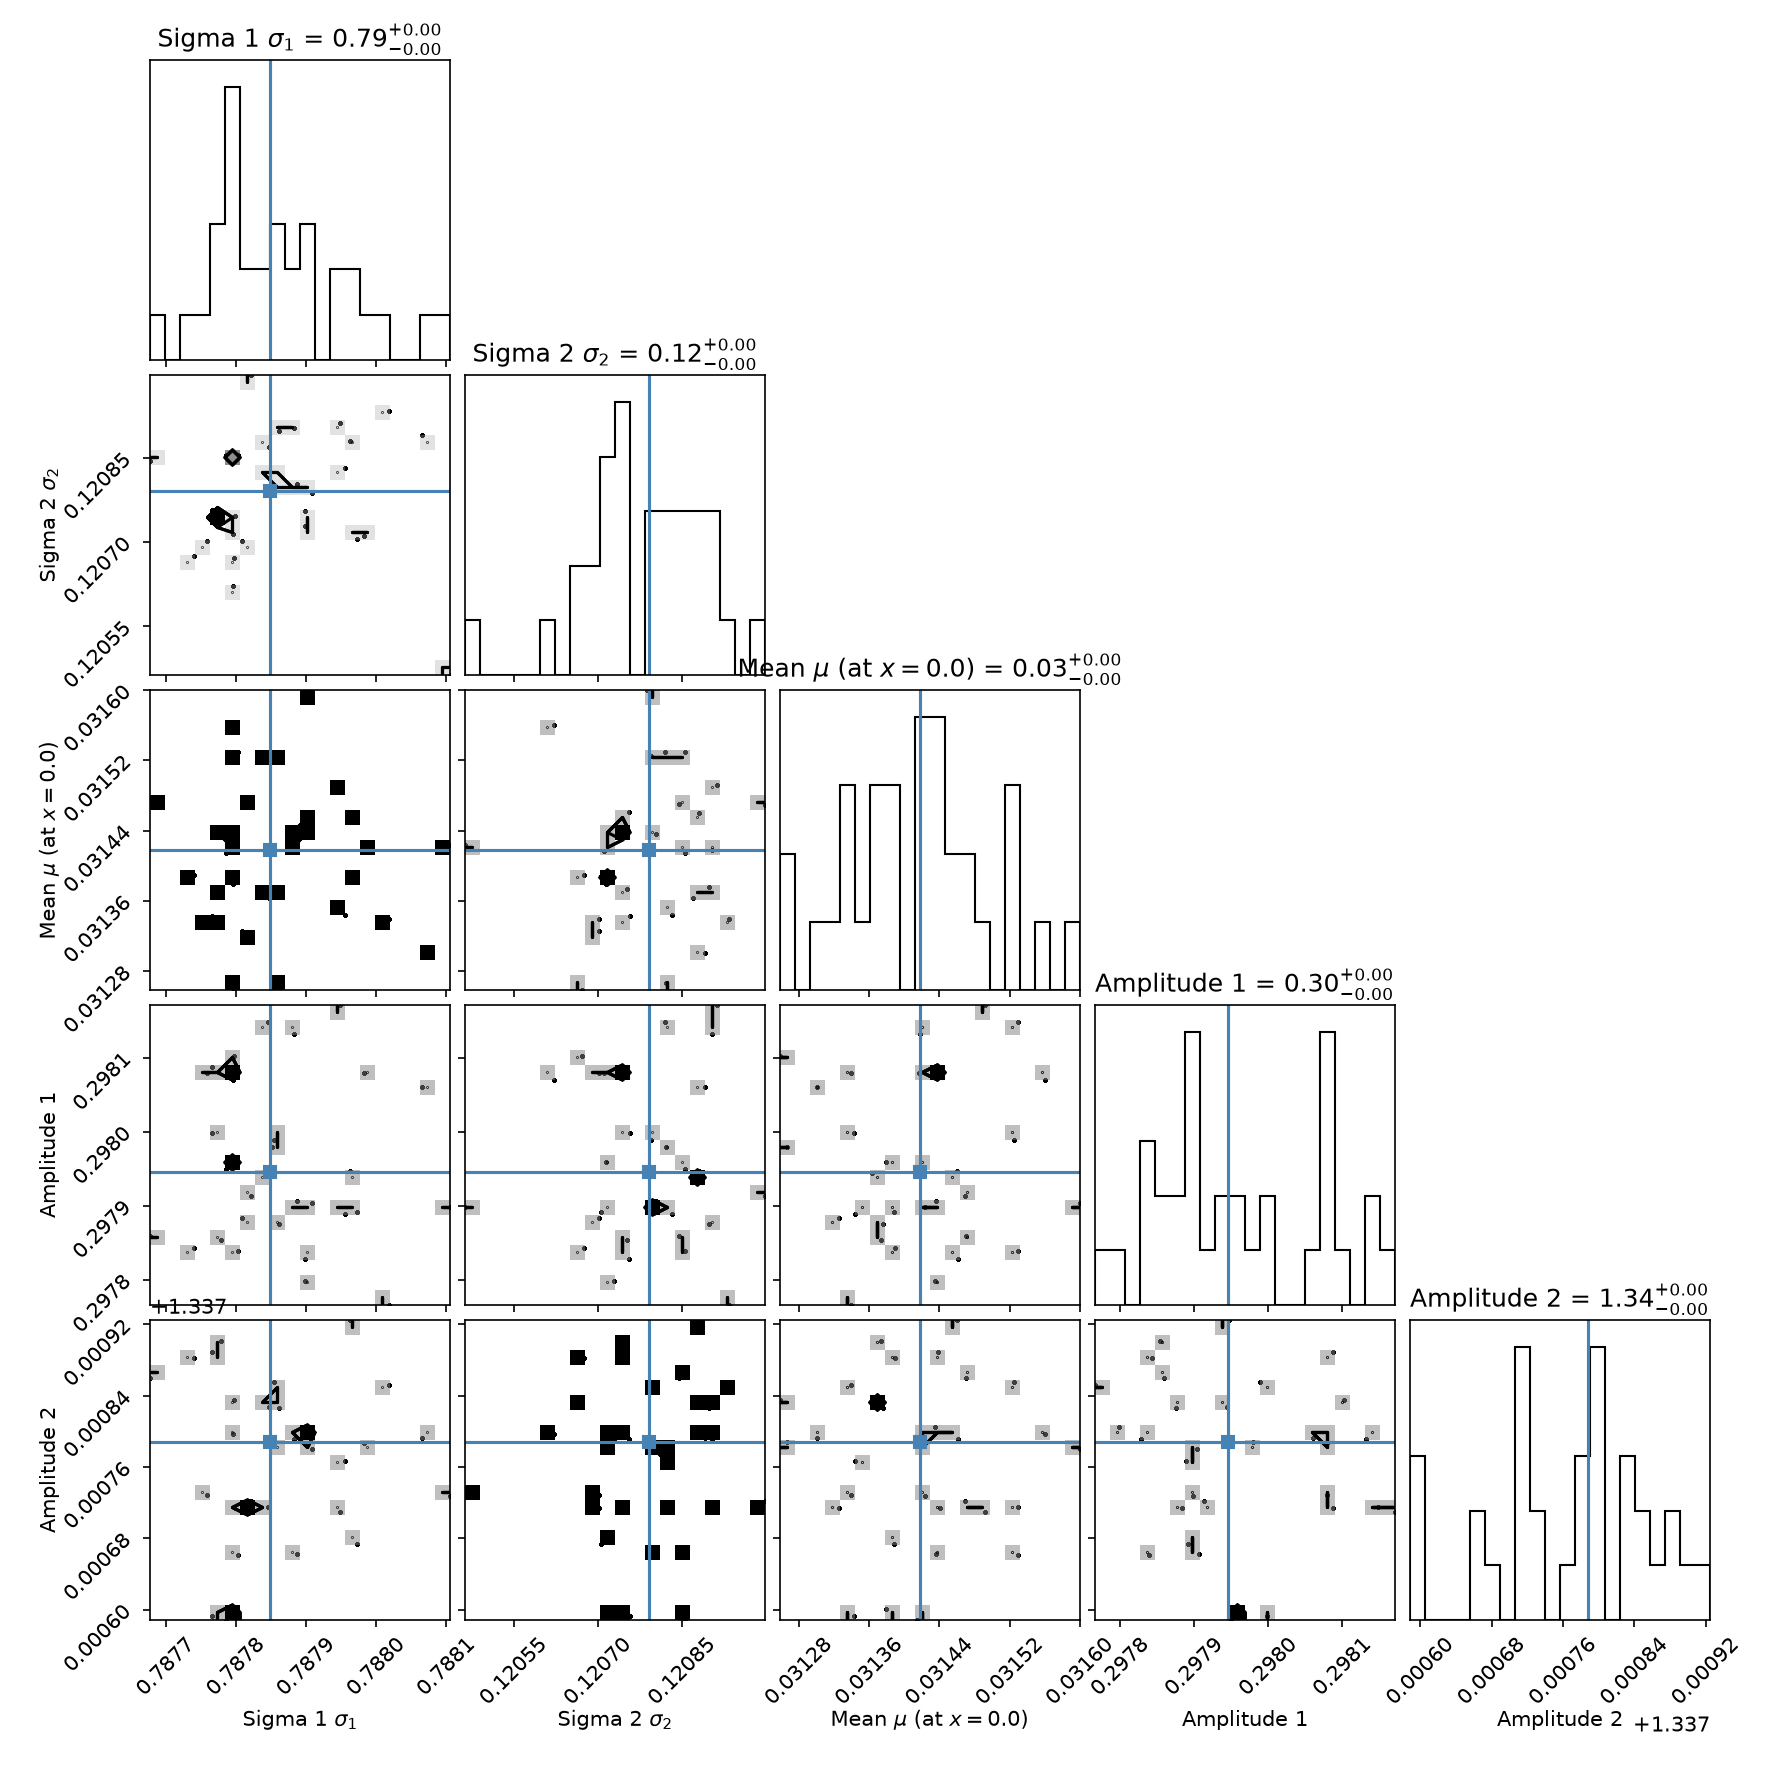 Sigma 1 σ₁ = 0.79 +0.00 −0.00
Sigma 2 σ₂ = 0.12 +0.00 −0.00
Sigma 2 σ₂
0.12085
0.12070
0.12055
Mean μ (at x = 0.0) = 0.03 +0.00 −0.00
Mean μ (at x = 0.0)
0.03160
0.03152
0.03144
0.03136
0.03128
Amplitude 1 = 0.30 +0.00 −0.00
Amplitude 1
0.2981
0.2980
0.2979
0.2978
Amplitude 2 = 1.34 +0.00 −0.00
+1.337
Amplitude 2
0.00092
0.00084
0.00076
0.00068
0.00060
0.7877 0.7878 0.7879 0.7880 0.7881
0.12055 0.12070 0.12085
0.03128 0.03136 0.03144 0.03152 0.03160
0.2978 0.2979 0.2980 0.2981
0.00060 0.00068 0.00076 0.00084 0.00092
Sigma 1 σ₁
Sigma 2 σ₂
Mean μ (at x = 0.0)
Amplitude 1
Amplitude 2
+1.337